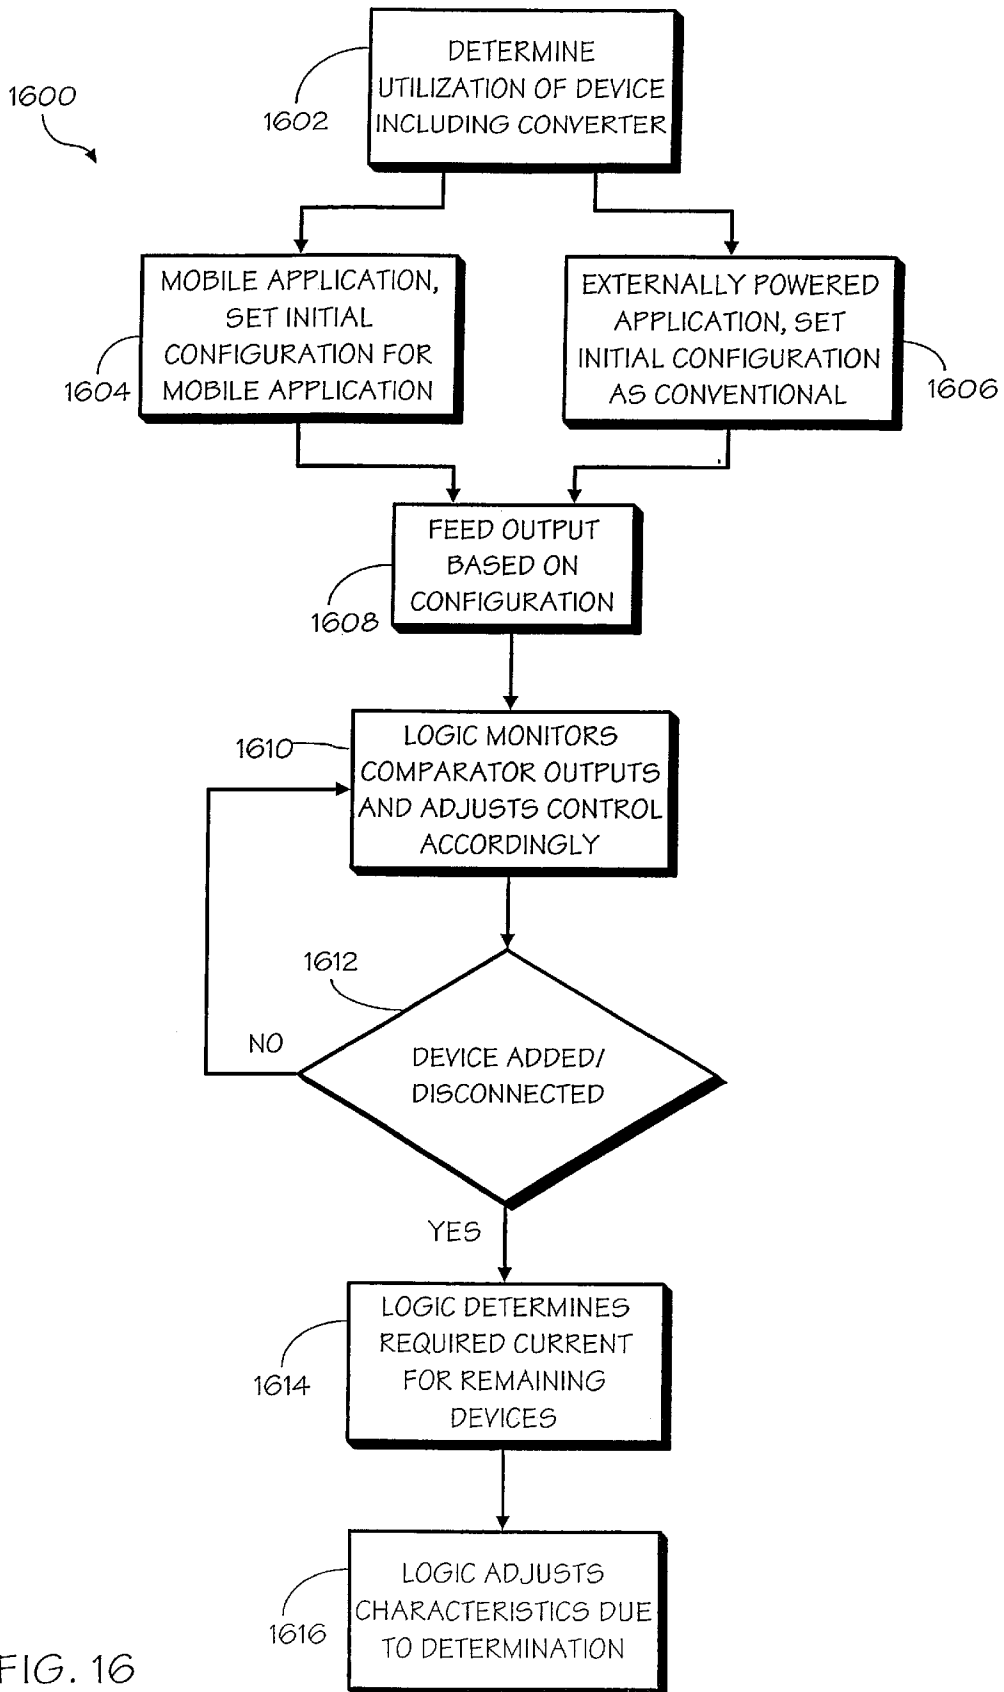 DETERMINE
UTILIZATION OF DEVICE
INCLUDING CONVERTER
1602
1600
MOBILE APPLICATION,
SET INITIAL
CONFIGURATION FOR
MOBILE APPLICATION
1604
EXTERNALLY POWERED
APPLICATION, SET
INITIAL CONFIGURATION
AS CONVENTIONAL
1606
FEED OUTPUT
BASED ON
CONFIGURATION
1608
LOGIC MONITORS
COMPARATOR OUTPUTS
AND ADJUSTS CONTROL
ACCORDINGLY
1610
1612
NO
DEVICE ADDED/
DISCONNECTED
YES
LOGIC DETERMINES
REQUIRED CURRENT
FOR REMAINING
DEVICES
1614
LOGIC ADJUSTS
CHARACTERISTICS DUE
TO DETERMINATION
1616
FIG. 16